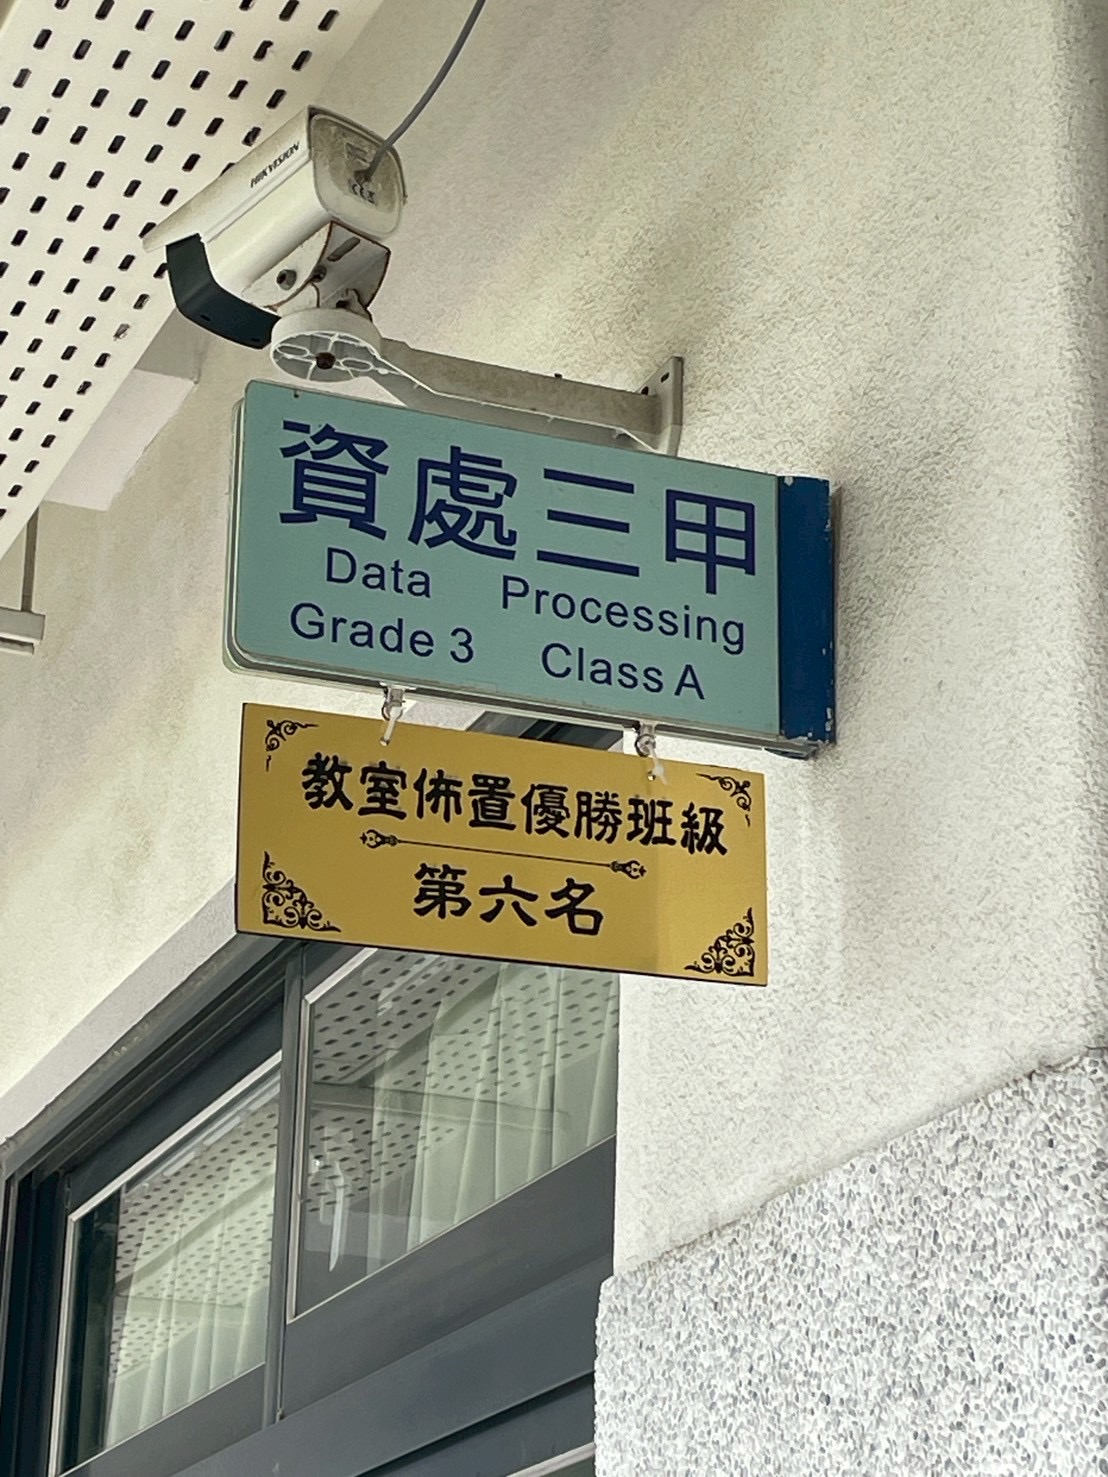 HIKVISION
資處三甲
Data Processing
Grade 3 Class A
教室佈置優勝班級
第六名